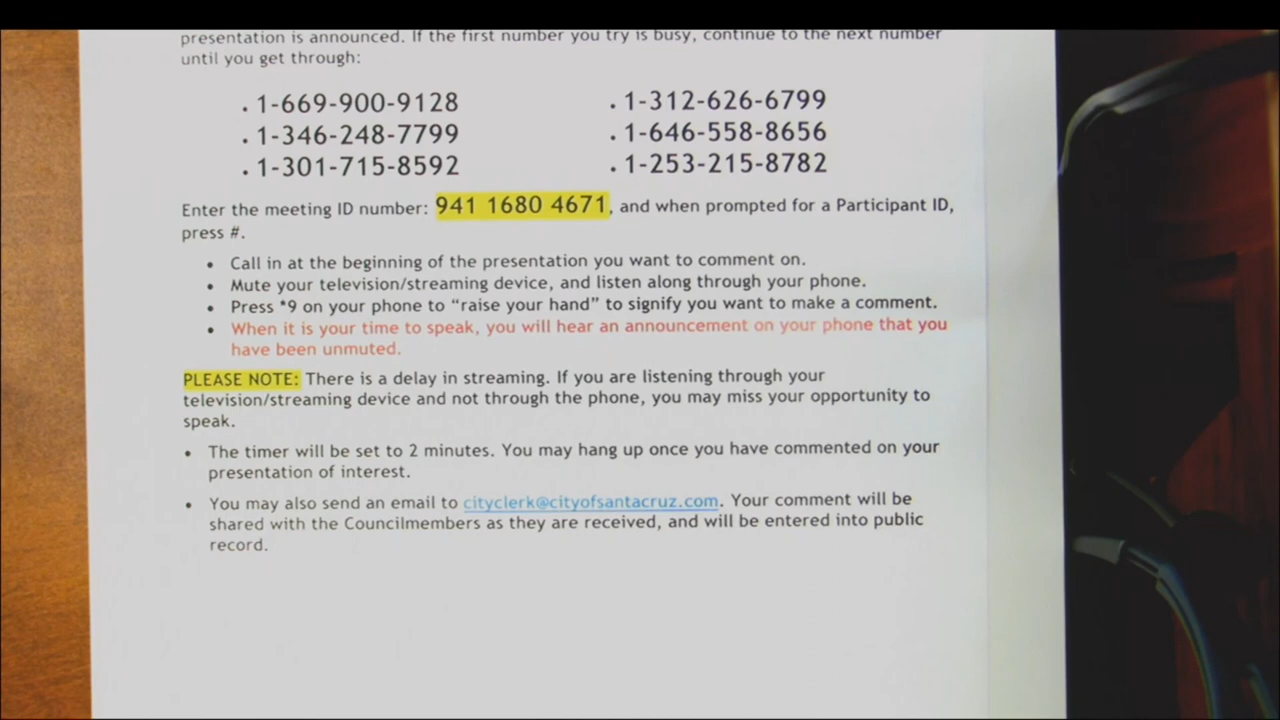 presentation is announced. If the first number you try is busy, continue to the next number
until you get through:
. 1-669-900-9128 . 1-312-626-6799
. 1-346-248-7799 . 1-646-558-8656
. 1-301-715-8592 . 1-253-215-8782
Enter the meeting ID number: 941 1680 4671, and when prompted for a Participant ID,
press #.
• Call in at the beginning of the presentation you want to comment on.
• Mute your television/streaming device, and listen along through your phone.
• Press *9 on your phone to “raise your hand” to signify you want to make a comment.
• When it is your time to speak, you will hear an announcement on your phone that you
have been unmuted.
PLEASE NOTE: There is a delay in streaming. If you are listening through your
television/streaming device and not through the phone, you may miss your opportunity to
speak.
• The timer will be set to 2 minutes. You may hang up once you have commented on your
presentation of interest.
• You may also send an email to cityclerk@cityofsantacruz.com. Your comment will be
shared with the Councilmembers as they are received, and will be entered into public
record.